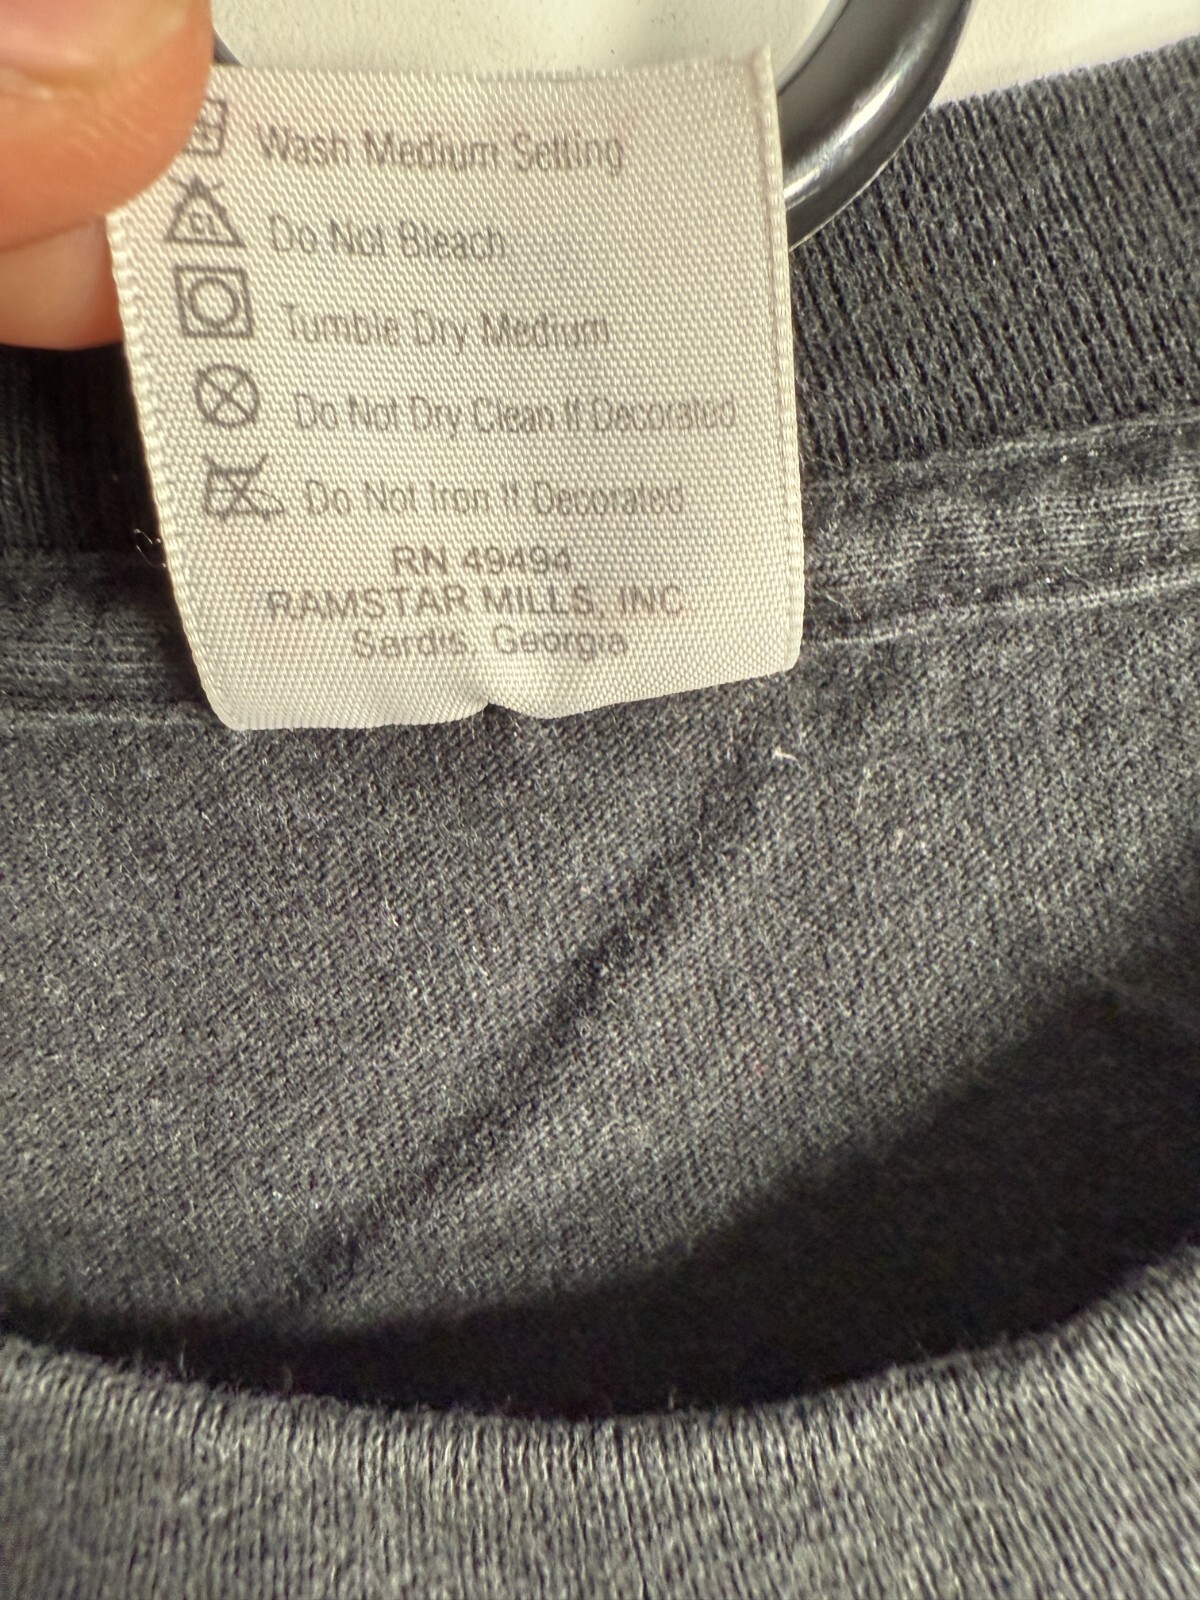 Wash Medium Setting
Do Not Bleach
Tumble Dry Medium
Do Not Dry Clean If Decorated
Do Not Iron If Decorated
RN 49494
RAMSTAR MILLS, INC.
Sardis, Georgia